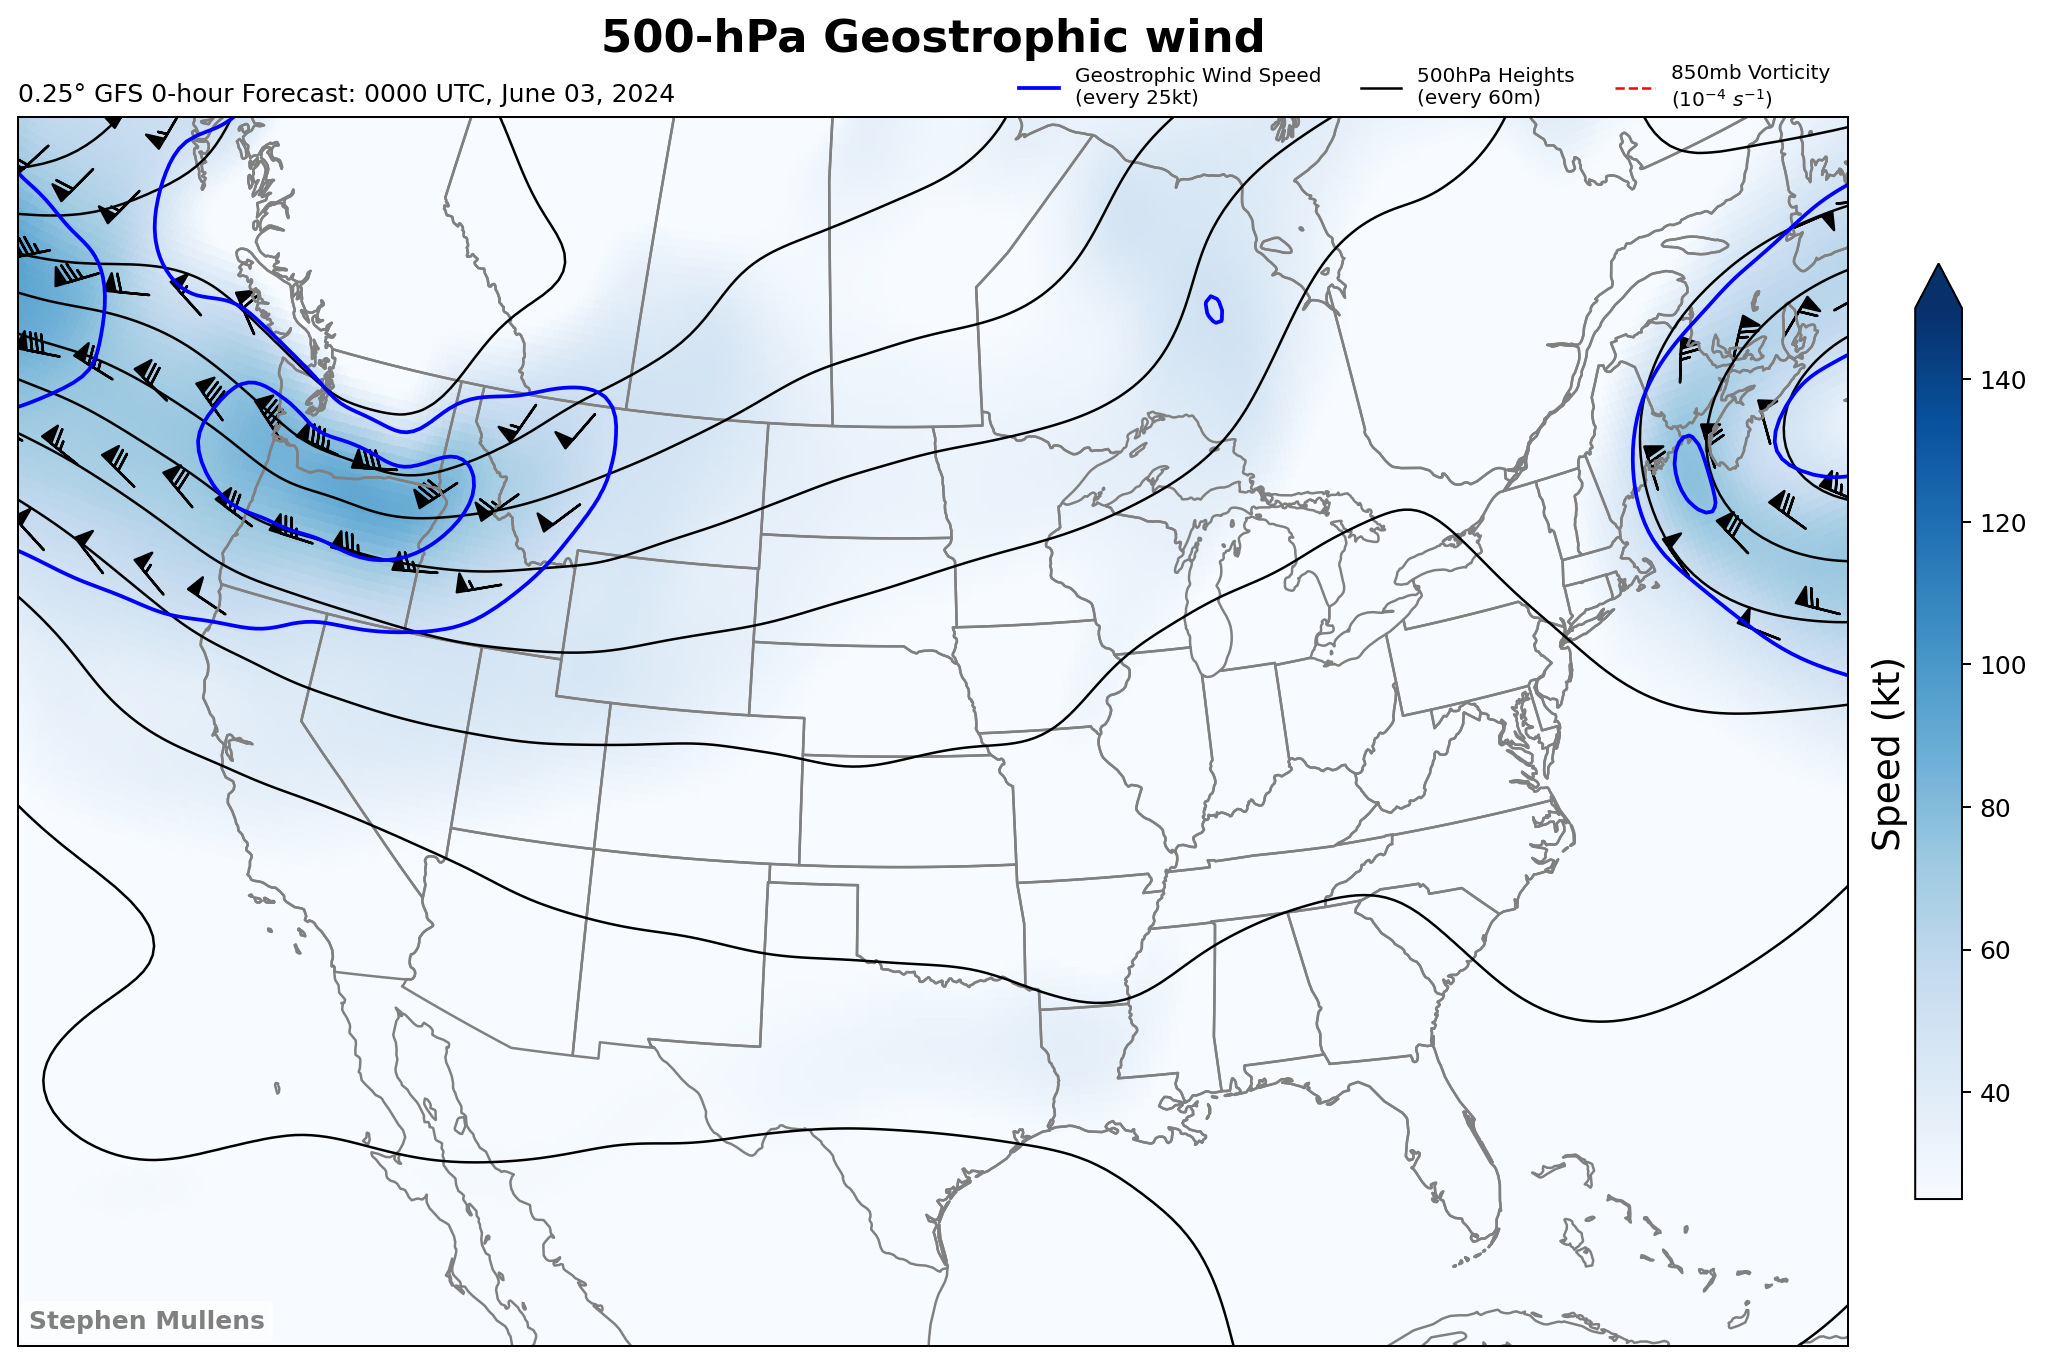 500-hPa Geostrophic wind
0.25° GFS 0-hour Forecast: 0000 UTC, June 03, 2024
Geostrophic Wind Speed
(every 25kt)
500hPa Heights
(every 60m)
850mb Vorticity
(10⁻⁴ s⁻¹)
140
120
100
80
60
40
Speed (kt)
Stephen Mullens